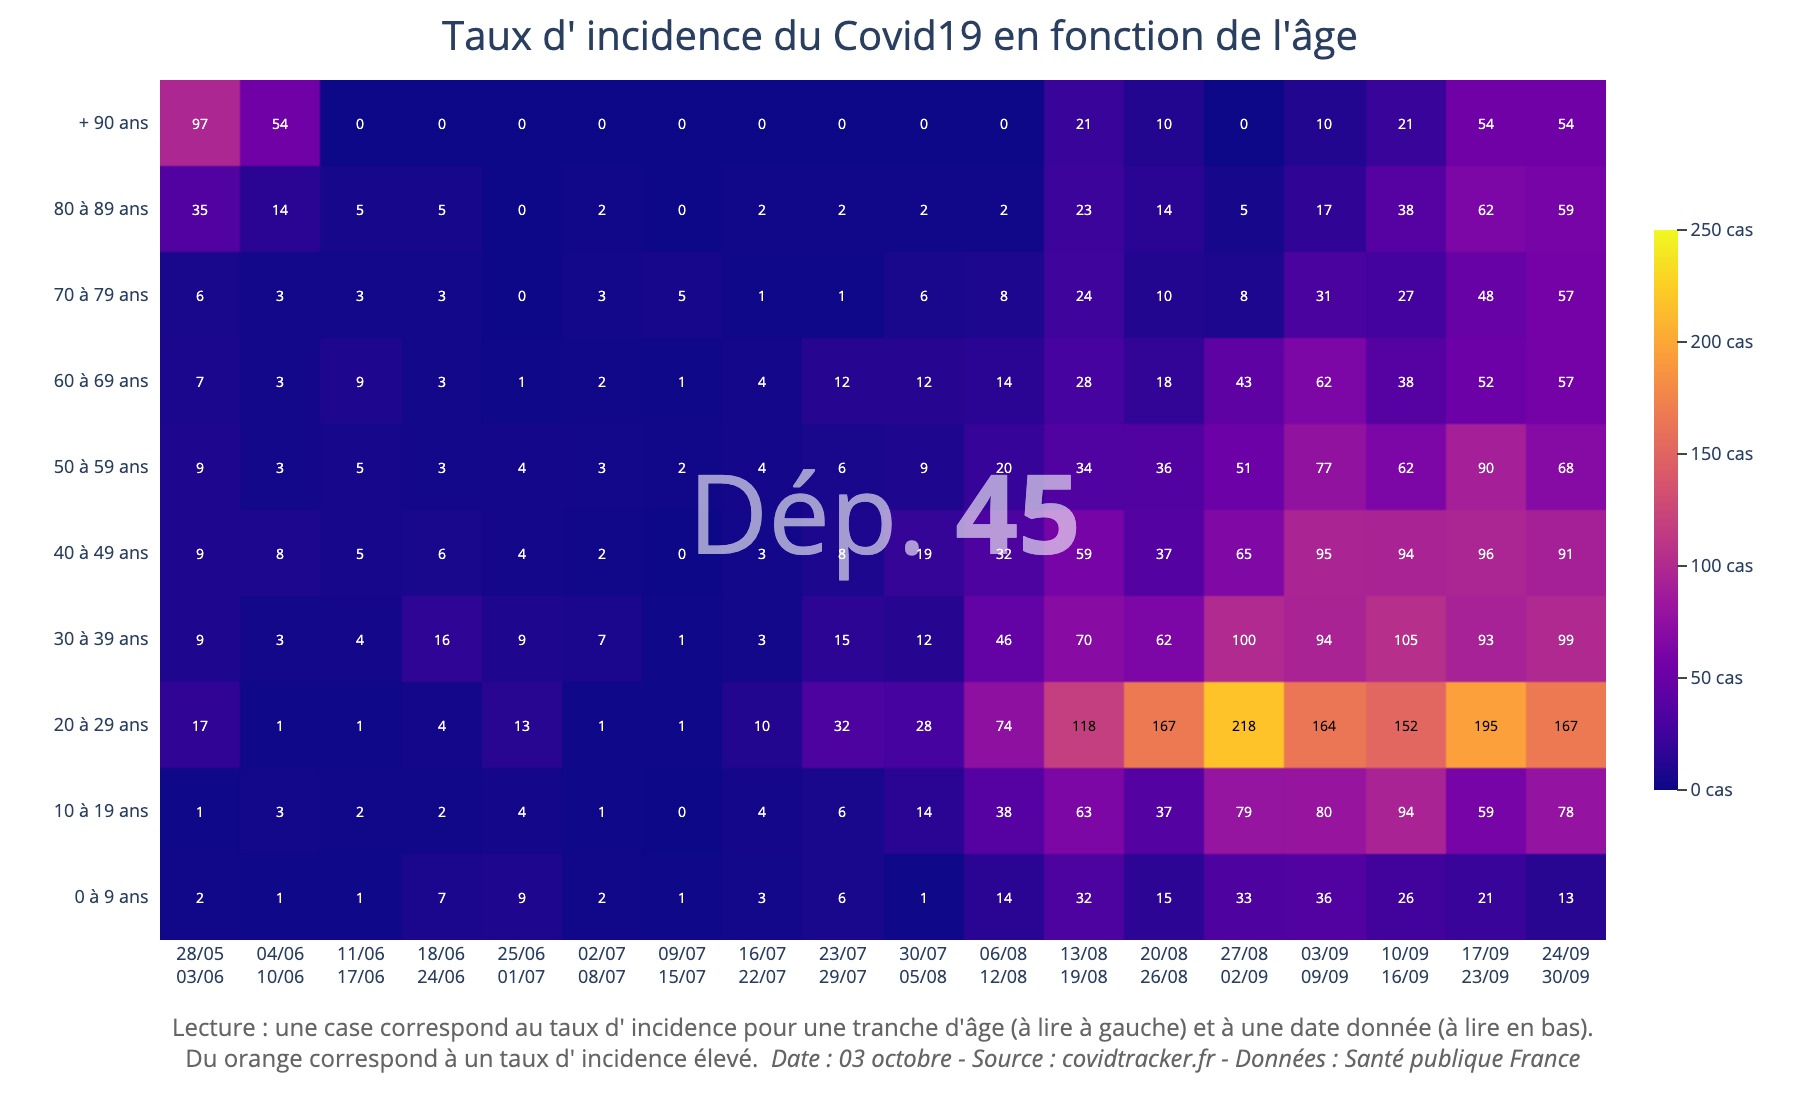 Taux d' incidence du Covid19 en fonction de l'âge
+ 90 ans 97 54 0 0 0 0 0 0 0 0 0 21 10 0 10 21 54 54
80 à 89 ans 35 14 5 5 0 2 0 2 2 2 2 23 14 5 17 38 62 59
70 à 79 ans 6 3 3 3 0 3 5 1 1 6 8 24 10 8 31 27 48 57
60 à 69 ans 7 3 9 3 1 2 1 4 12 12 14 28 18 43 62 38 52 57
50 à 59 ans 9 3 5 3 4 3 2 4 6 9 20 34 36 51 77 62 90 68
Dép. 45
40 à 49 ans 9 8 5 6 4 2 0 3 8 19 32 59 37 65 95 94 96 91
30 à 39 ans 9 3 4 16 9 7 1 3 15 12 46 70 62 100 94 105 93 99
20 à 29 ans 17 1 1 4 13 1 1 10 32 28 74 118 167 218 164 152 195 167
10 à 19 ans 1 3 2 2 4 1 0 4 6 14 38 63 37 79 80 94 59 78
0 à 9 ans 2 1 1 7 9 2 1 3 6 1 14 32 15 33 36 26 21 13
28/05 04/06 11/06 18/06 25/06 02/07 09/07 16/07 23/07 30/07 06/08 13/08 20/08 27/08 03/09 10/09 17/09 24/09
03/06 10/06 17/06 24/06 01/07 08/07 15/07 22/07 29/07 05/08 12/08 19/08 26/08 02/09 09/09 16/09 23/09 30/09
250 cas
200 cas
150 cas
100 cas
50 cas
0 cas
Lecture : une case correspond au taux d' incidence pour une tranche d'âge (à lire à gauche) et à une date donnée (à lire en bas).
Du orange correspond à un taux d' incidence élevé. Date : 03 octobre - Source : covidtracker.fr - Données : Santé publique France